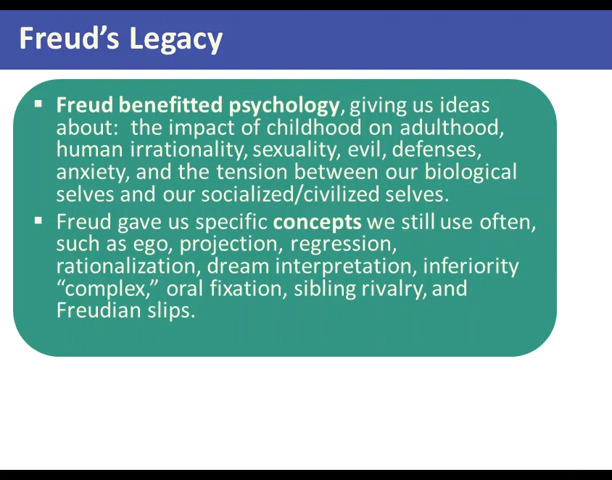 Freud's Legacy
▪ Freud benefitted psychology, giving us ideas
about: the impact of childhood on adulthood,
human irrationality, sexuality, evil, defenses,
anxiety, and the tension between our biological
selves and our socialized/civilized selves.
▪ Freud gave us specific concepts we still use often,
such as ego, projection, regression,
rationalization, dream interpretation, inferiority
“complex,” oral fixation, sibling rivalry, and
Freudian slips.